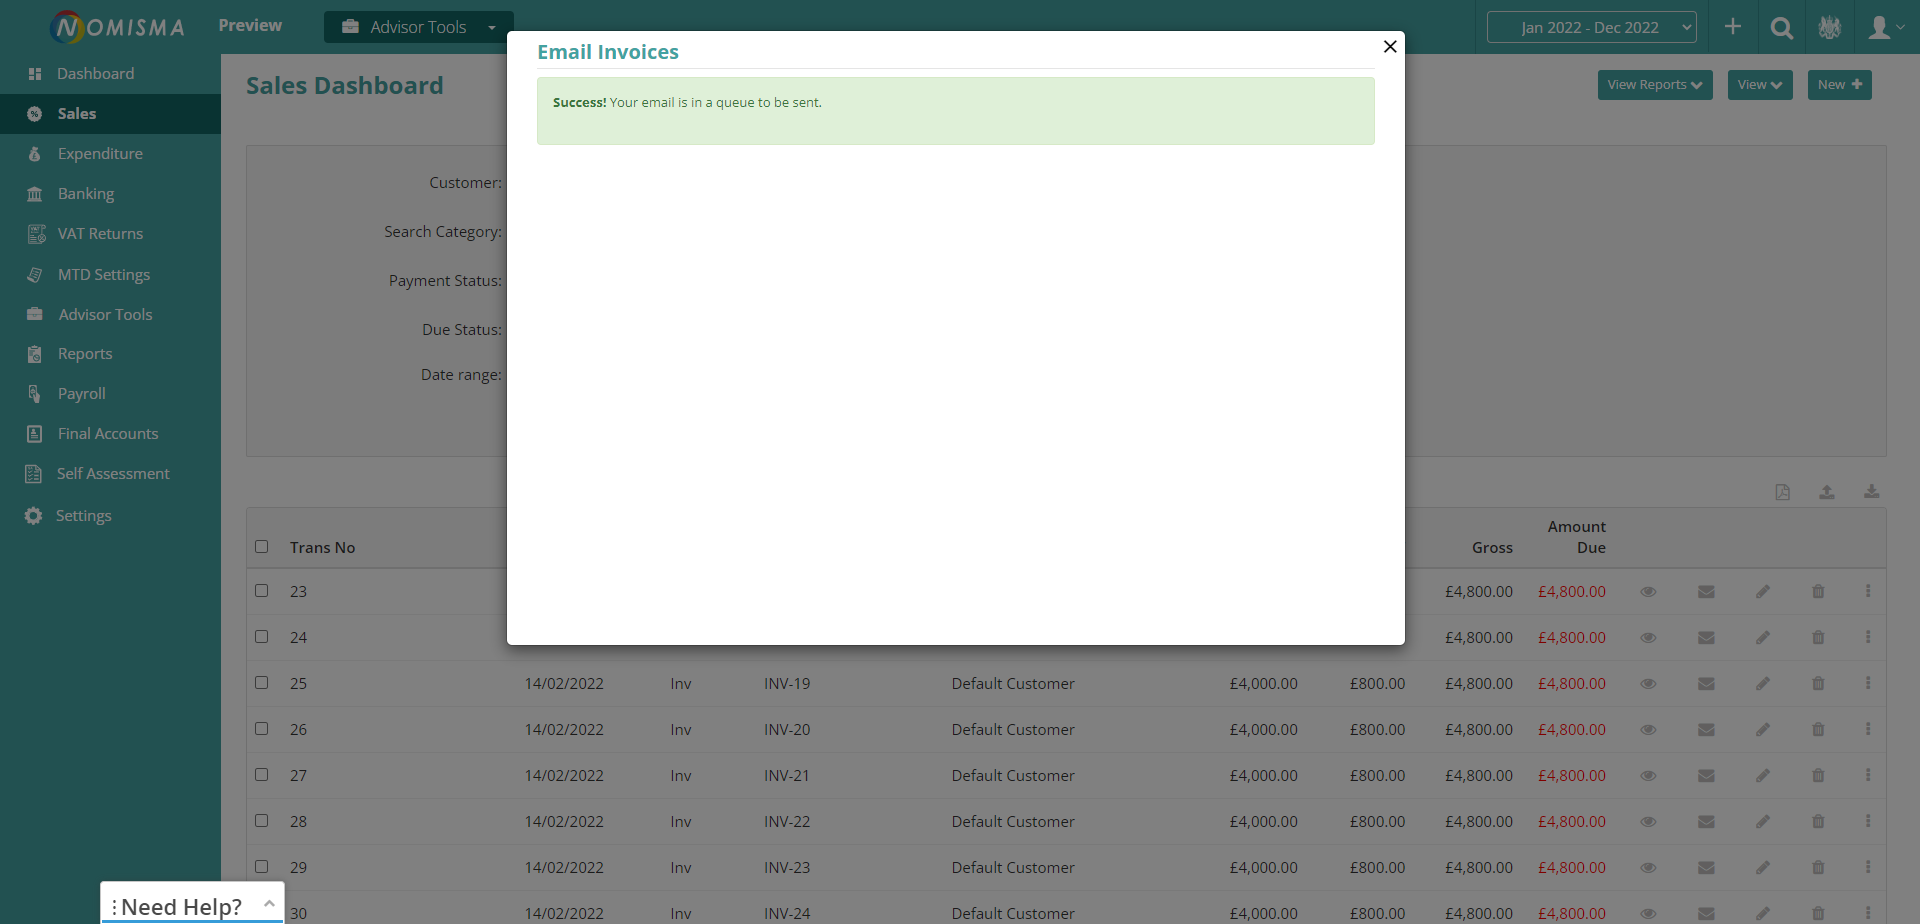 NOMISMA
Preview
Advisor Tools
Jan 2022 - Dec 2022
Dashboard
Sales
Expenditure
Banking
VAT Returns
MTD Settings
Advisor Tools
Reports
Payroll
Final Accounts
Self Assessment
Settings
Sales Dashboard
View Reports
View
New
Customer:
Search Category:
Payment Status:
Due Status:
Date range:
Email Invoices
Success! Your email is in a queue to be sent.
Trans No Gross Amount Due
23 £4,800.00 £4,800.00
24 £4,800.00 £4,800.00
25 14/02/2022 Inv INV-19 Default Customer £4,000.00 £800.00 £4,800.00 £4,800.00
26 14/02/2022 Inv INV-20 Default Customer £4,000.00 £800.00 £4,800.00 £4,800.00
27 14/02/2022 Inv INV-21 Default Customer £4,000.00 £800.00 £4,800.00 £4,800.00
28 14/02/2022 Inv INV-22 Default Customer £4,000.00 £800.00 £4,800.00 £4,800.00
29 14/02/2022 Inv INV-23 Default Customer £4,000.00 £800.00 £4,800.00 £4,800.00
30 14/02/2022 Inv INV-24 Default Customer £4,000.00 £800.00 £4,800.00 £4,800.00
Need Help?